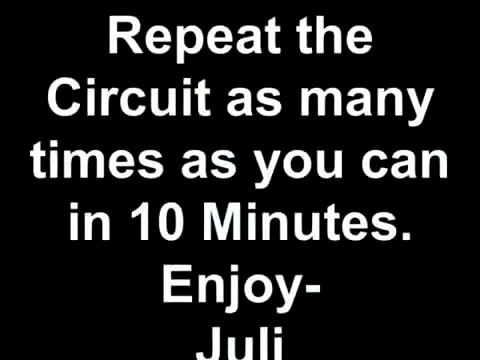 Repeat the
Circuit as many
times as you can
in 10 Minutes.
Enjoy-
Juli